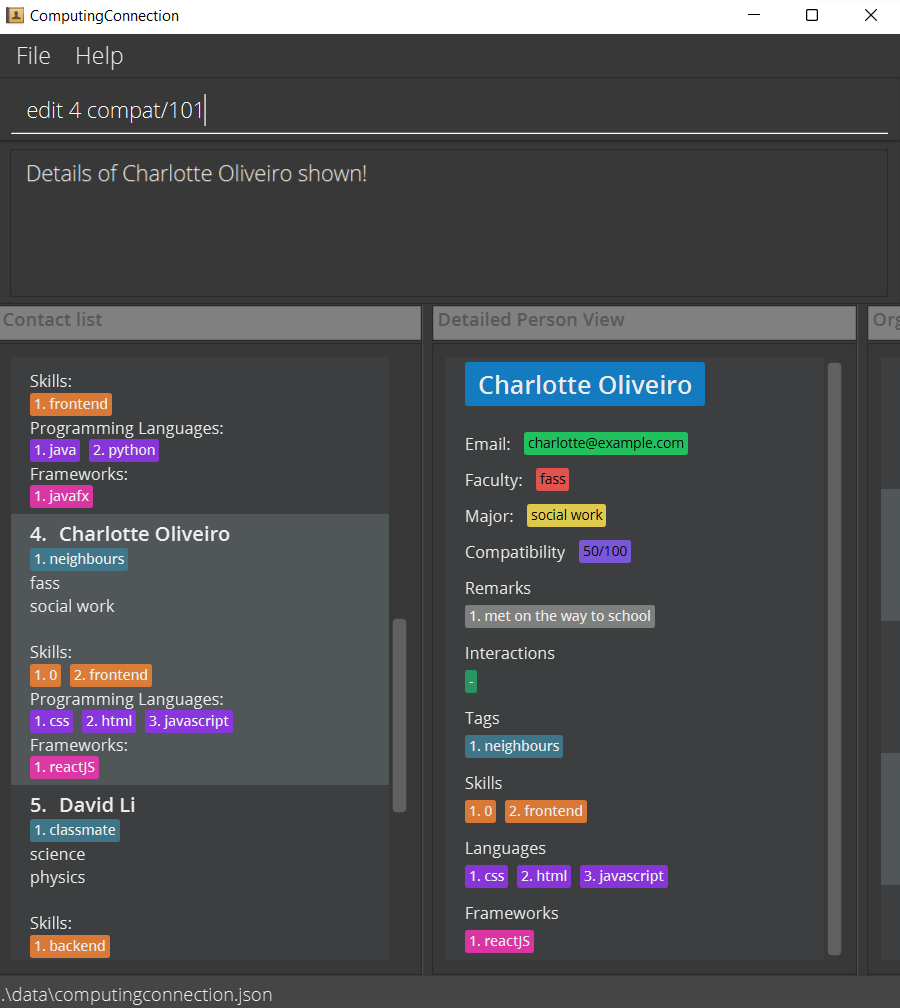 ComputingConnection
File Help
edit 4 compat/101
Details of Charlotte Oliveiro shown!
Contact list
Skills:
1. frontend
Programming Languages:
1. java 2. python
Frameworks:
1. javafx
4. Charlotte Oliveiro
1. neighbours
fass
social work
Skills:
1. 0 2. frontend
Programming Languages:
1. css 2. html 3. javascript
Frameworks:
1. reactJS
5. David Li
1. classmate
science
physics
Skills:
1. backend
Detailed Person View
Charlotte Oliveiro
Email: charlotte@example.com
Faculty: fass
Major: social work
Compatibility 50/100
Remarks
1. met on the way to school
Interactions
-
Tags
1. neighbours
Skills
1. 0 2. frontend
Languages
1. css 2. html 3. javascript
Frameworks
1. reactJS
Org
.\data\computingconnection.json